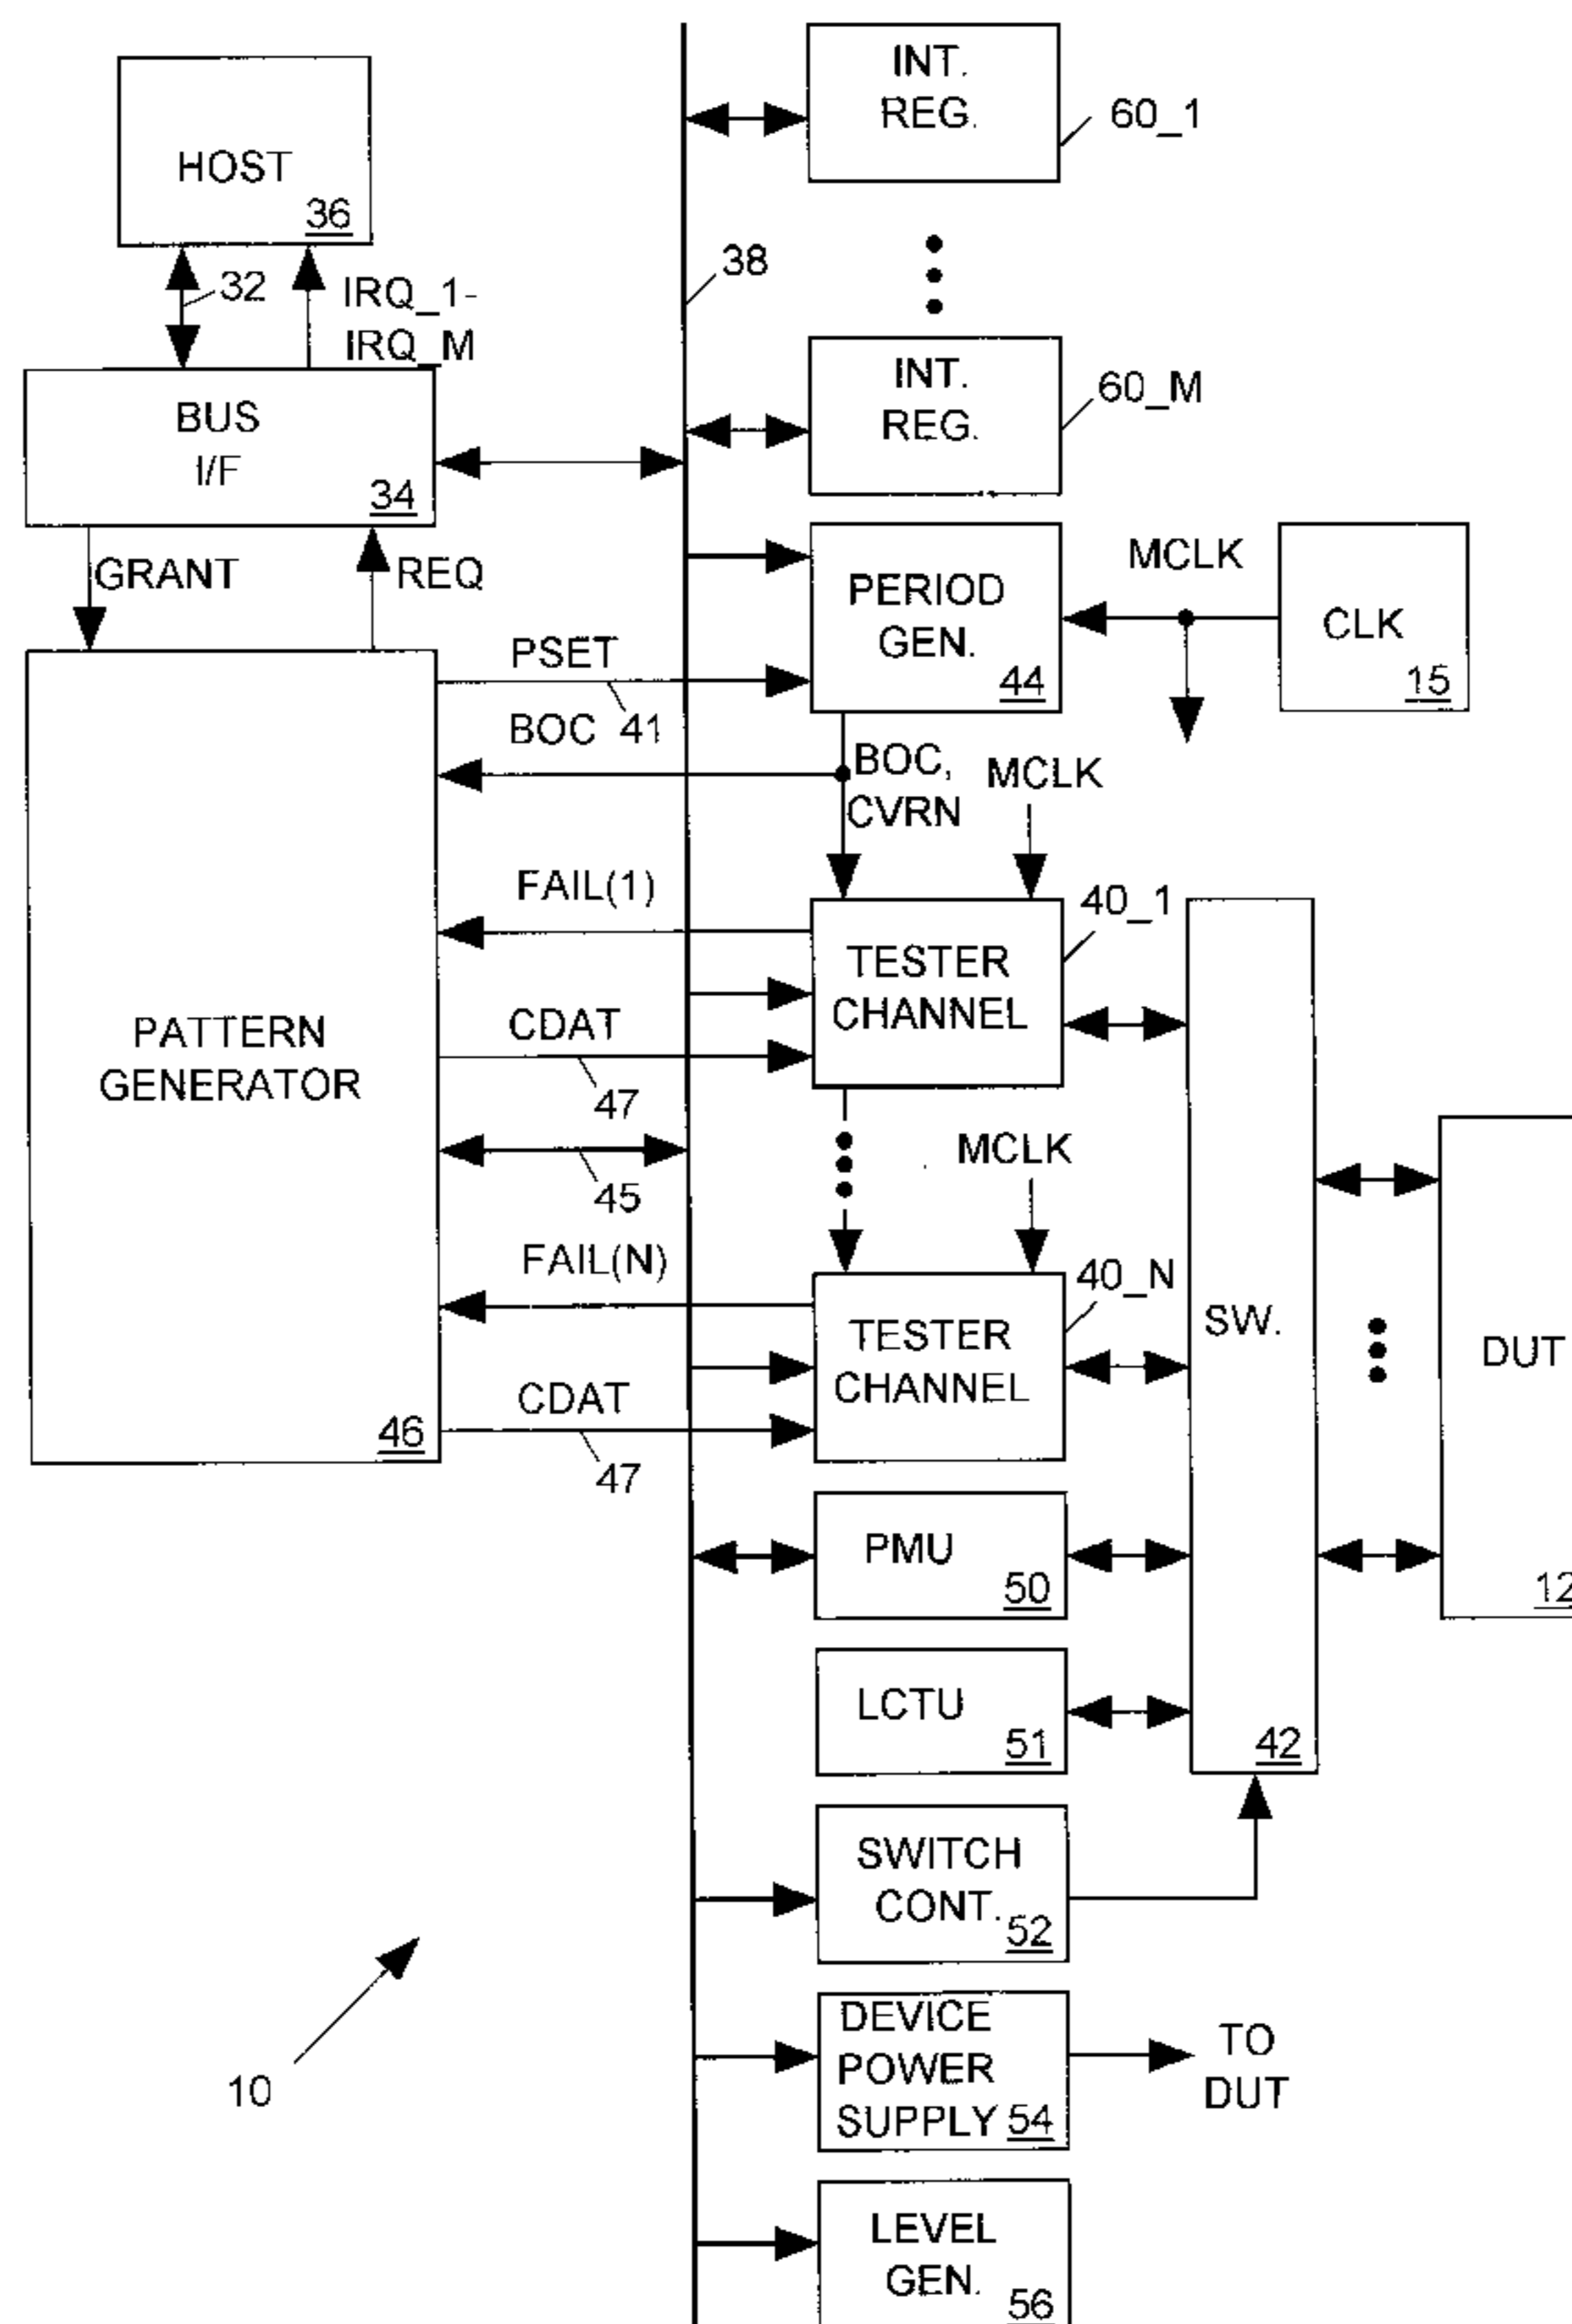 INT.
REG.
60_1
HOST
36
32
IRQ_1-
IRQ_M
38
INT.
REG.
60_M
BUS
I/F
34
GRANT
REQ
PERIOD
GEN.
44
MCLK
CLK
15
PSET
41
BOC
BOC,
CVRN
MCLK
FAIL(1)
40_1
TESTER
CHANNEL
CDAT
47
PATTERN
GENERATOR
46
45
MCLK
FAIL(N)
40_N
TESTER
CHANNEL
CDAT
47
SW.
42
DUT
12
PMU
50
LCTU
51
SWITCH
CONT.
52
10
DEVICE
POWER
SUPPLY
54
TO
DUT
LEVEL
GEN.
56